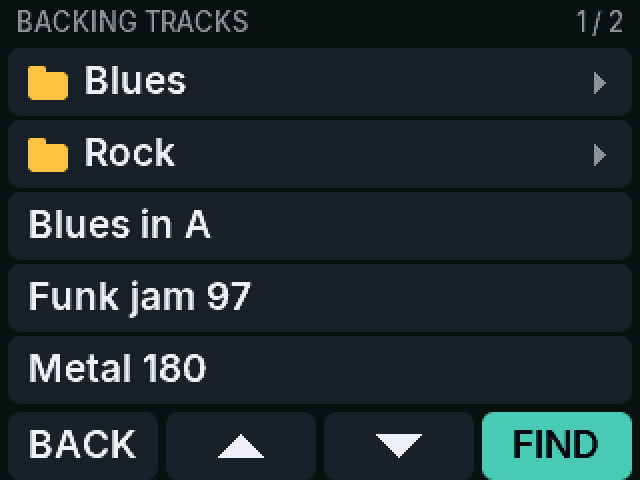 BACKING TRACKS 1/2
Blues
Rock
Blues in A
Funk jam 97
Metal 180
BACK FIND